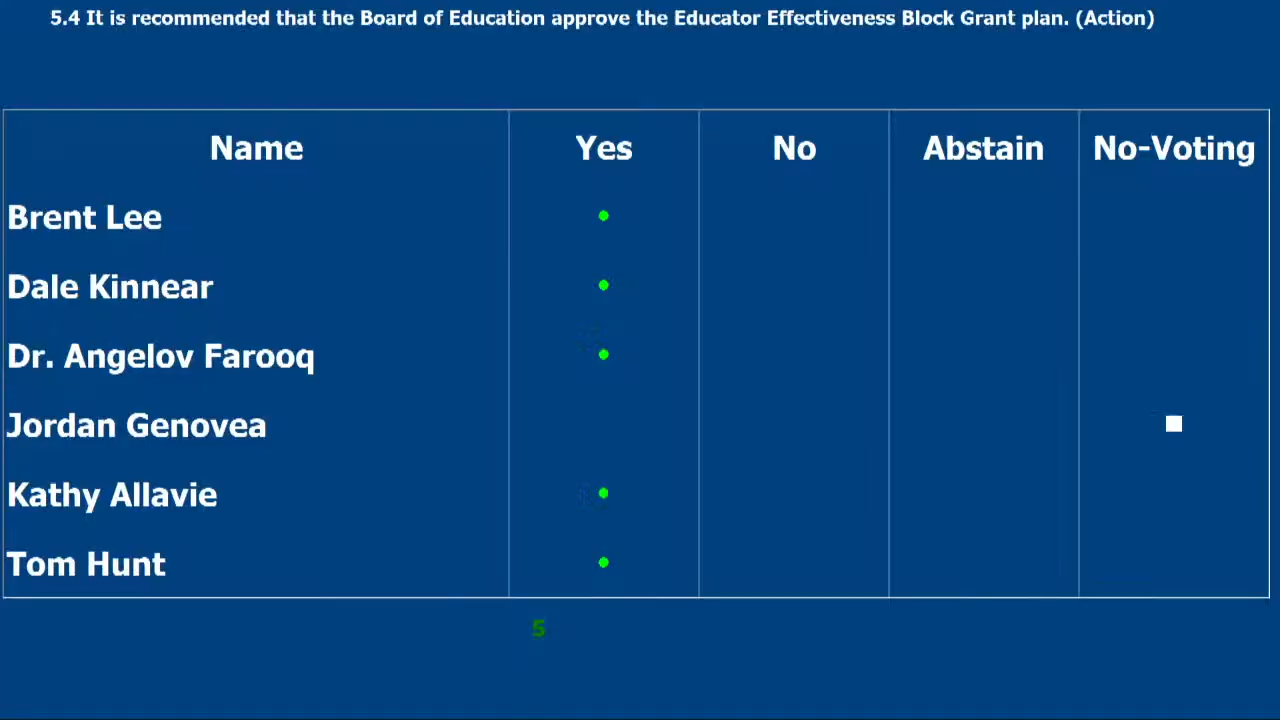 5.4 It is recommended that the Board of Education approve the Educator Effectiveness Block Grant plan. (Action)
Name Yes No Abstain No-Voting
Brent Lee
Dale Kinnear
Dr. Angelov Farooq
Jordan Genovea
Kathy Allavie
Tom Hunt
5